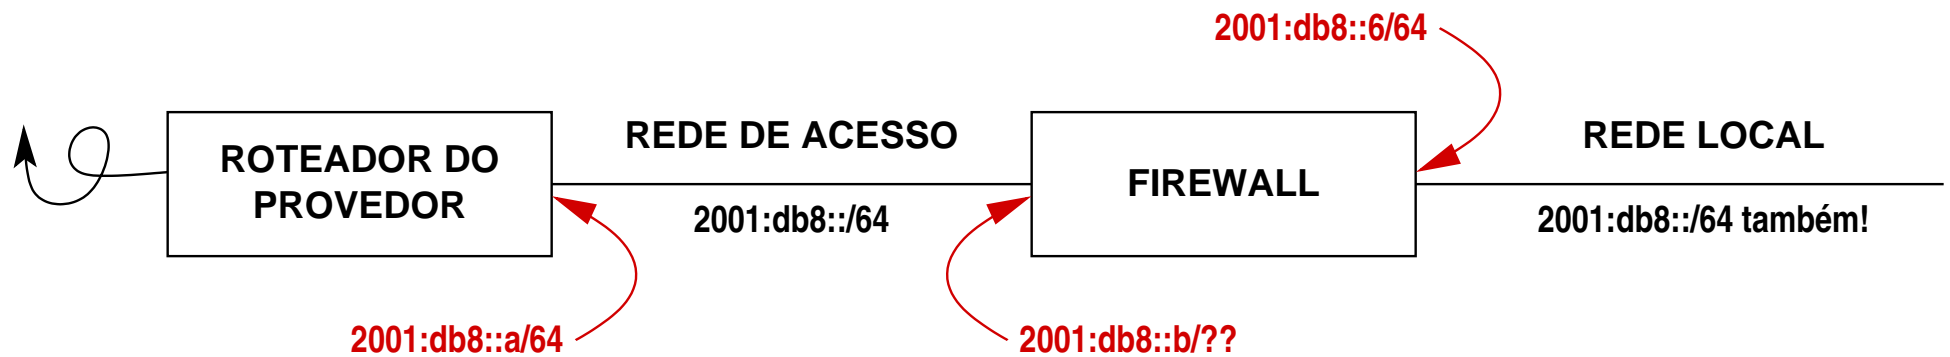 2001:db8::6/64
ROTEADOR DO
PROVEDOR
REDE DE ACESSO
2001:db8::/64
FIREWALL
REDE LOCAL
2001:db8::/64 também!
2001:db8::a/64
2001:db8::b/??